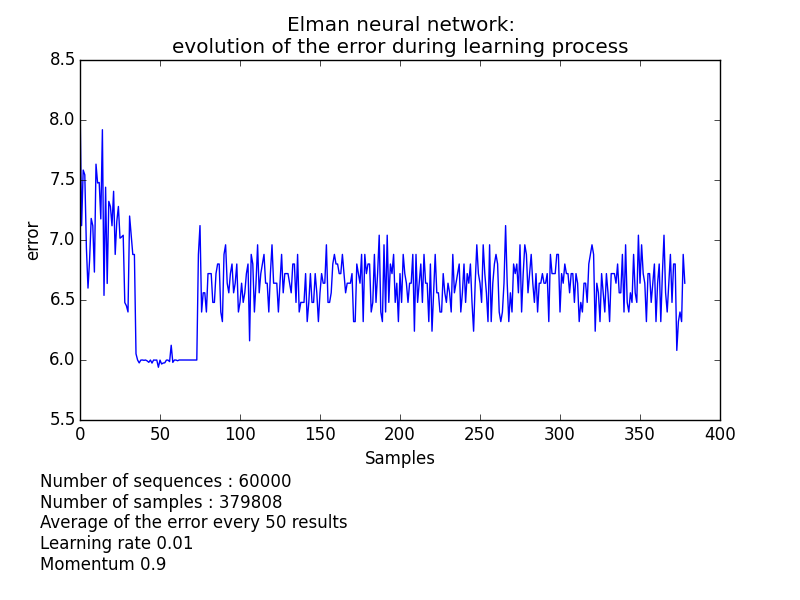 Elman neural network:
evolution of the error during learning process
8.5
8.0
7.5
7.0
6.5
6.0
5.5
error
0 50 100 150 200 250 300 350 400
Samples
Number of sequences : 60000
Number of samples : 379808
Average of the error every 50 results
Learning rate 0.01
Momentum 0.9